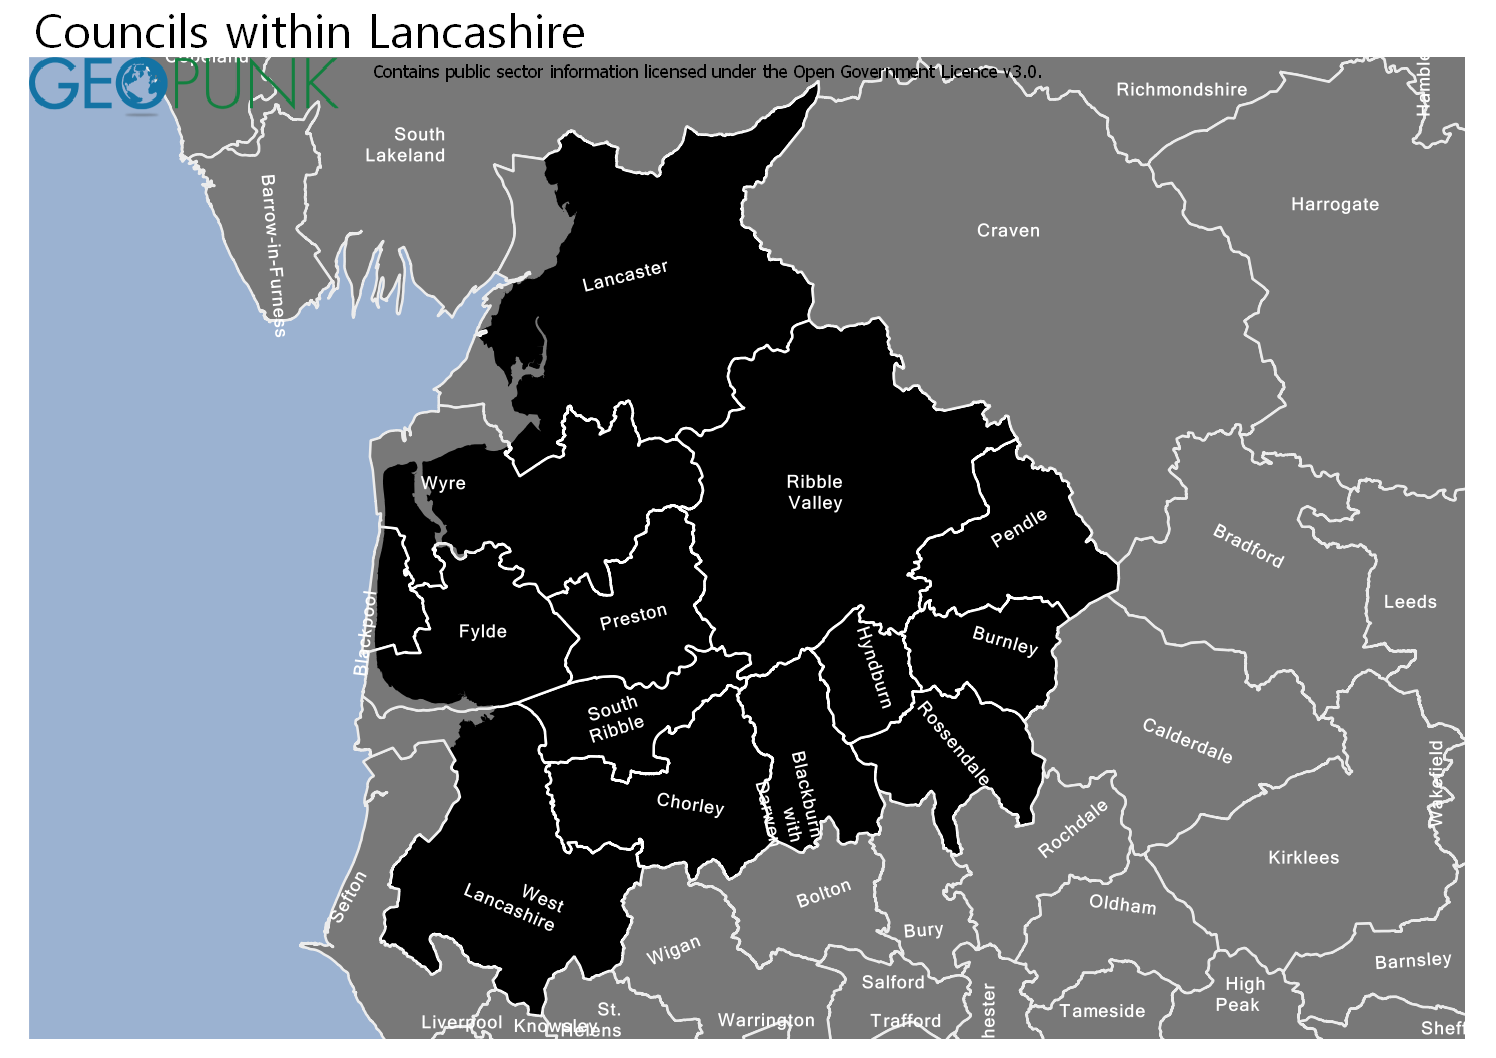 Councils within Lancashire
Copeland
GEOPUNK
Contains public sector information licensed under the Open Government Licence v3.0.
Richmondshire
South
Lakeland
Barrow-in-Furness
Harrogate
Craven
Lancaster
Wyre
Ribble
Valley
Pendle
Bradford
Leeds
Blackpool
Fylde
Preston
Hyndburn
Burnley
South
Ribble
Rossendale
Calderdale
Wakefield
Chorley
Blackburn
with
Darwen
Rochdale
Kirklees
Sefton
West
Lancashire
Bolton
Oldham
Bury
Wigan
Barnsley
Salford
High
Peak
St.
Helens
Liverpool
Knowsley
Warrington
Trafford
hester
Tameside
Sheff